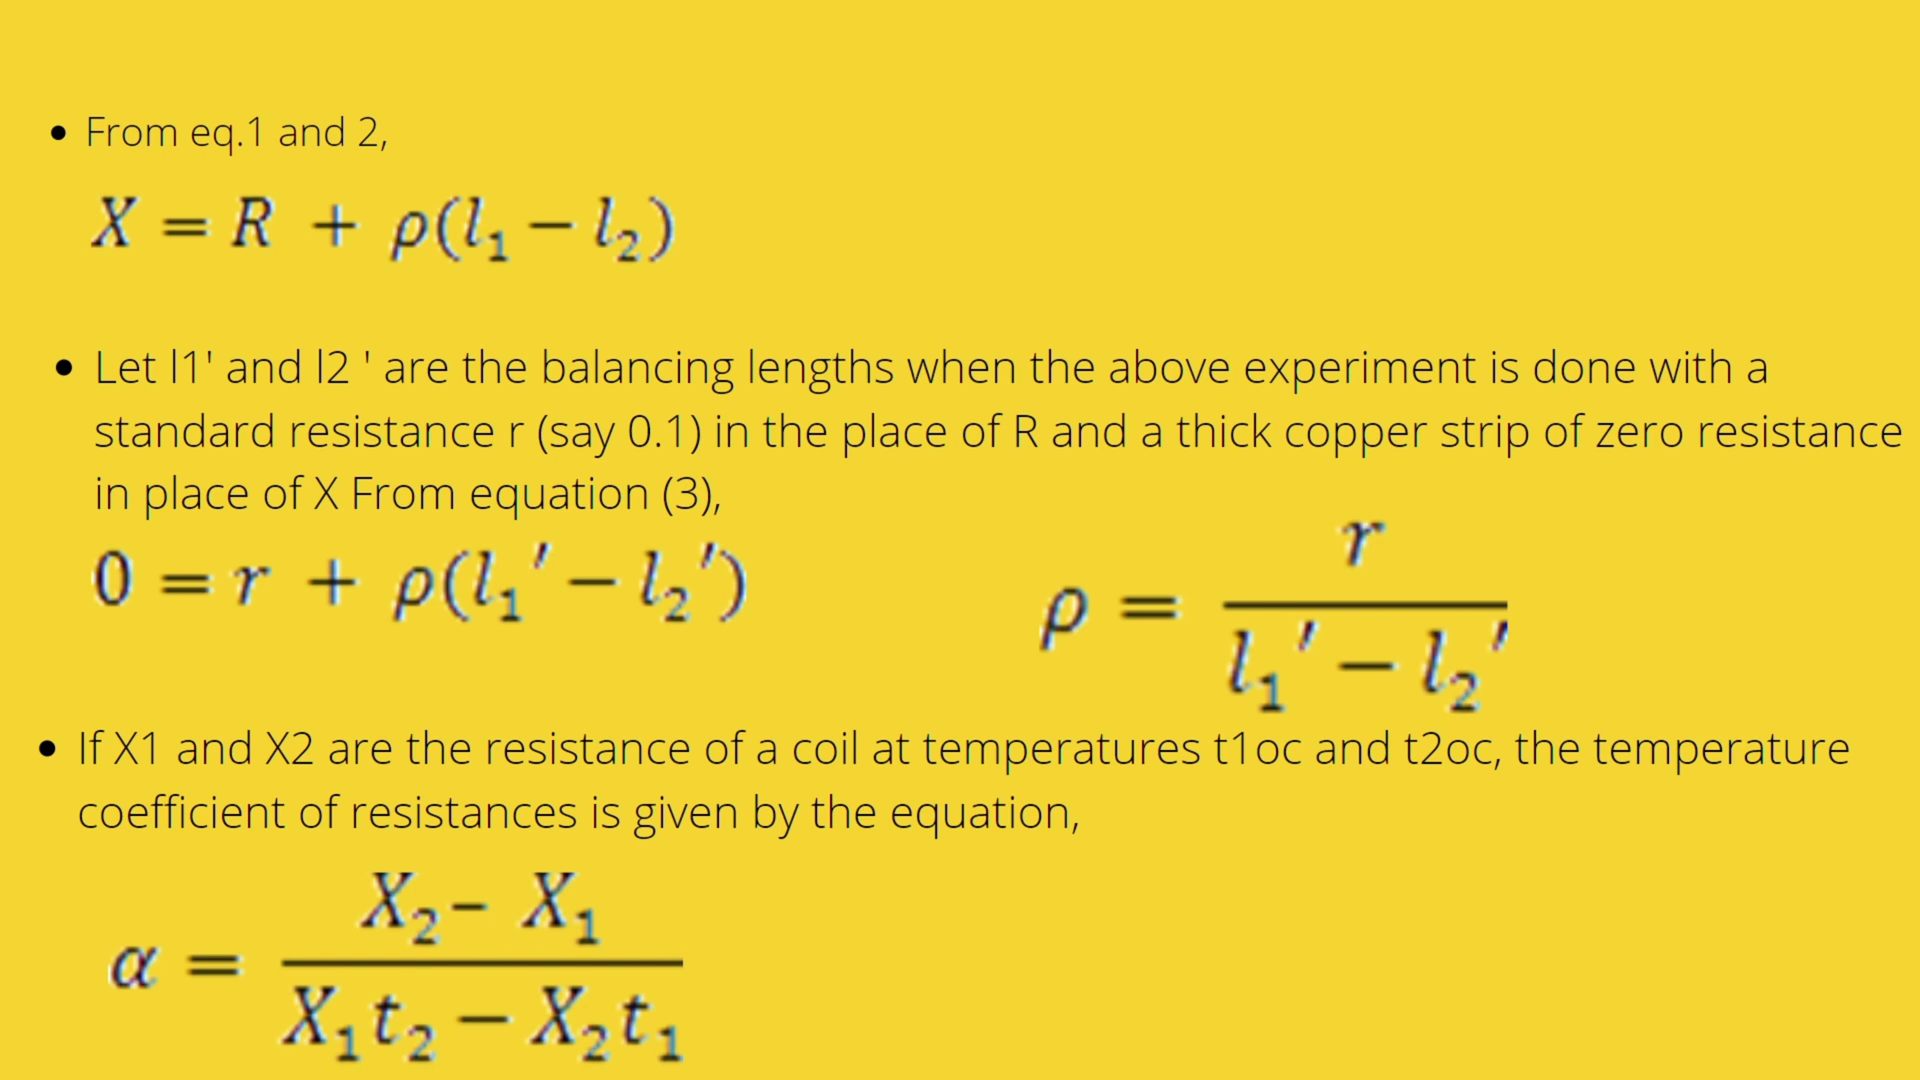 • From eq.1 and 2,
X = R + ρ(l₁ − l₂)
• Let l1' and l2 ' are the balancing lengths when the above experiment is done with a
standard resistance r (say 0.1) in the place of R and a thick copper strip of zero resistance
in place of X From equation (3),
0 = r + ρ(l₁′ − l₂′)
ρ = r / (l₁′ − l₂′)
• If X1 and X2 are the resistance of a coil at temperatures t1oc and t2oc, the temperature
coefficient of resistances is given by the equation,
α = (X₂ − X₁) / (X₁t₂ − X₂t₁)